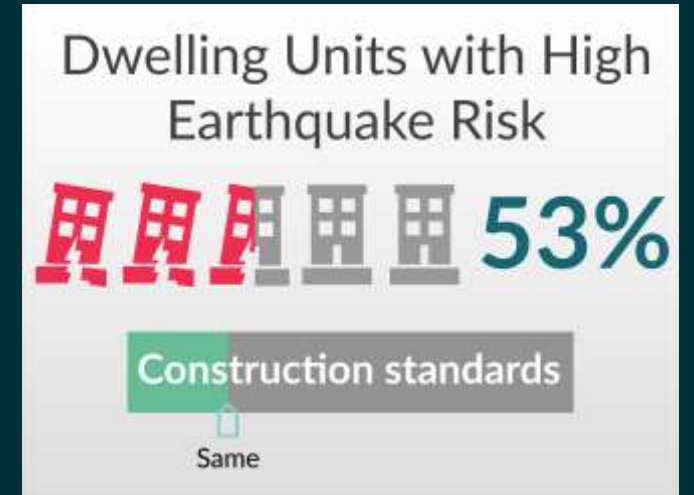 Dwelling Units with High
Earthquake Risk
53%
Construction standards
Same